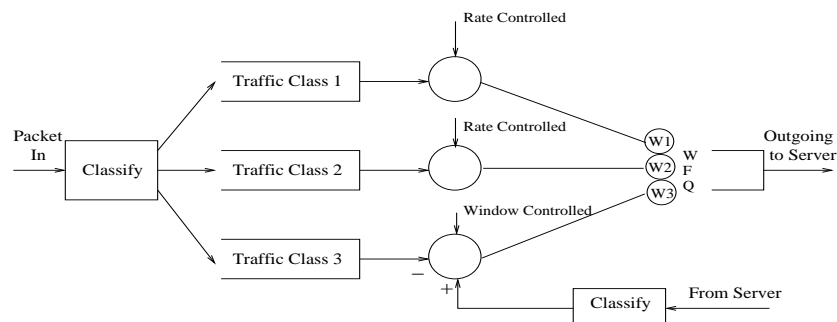 Rate Controlled
Traffic Class 1
Packet
In
Classify
Rate Controlled
Traffic Class 2
W1
W2
W3
W
F
Q
Outgoing
to Server
Window Controlled
Traffic Class 3
−
+
Classify
From Server